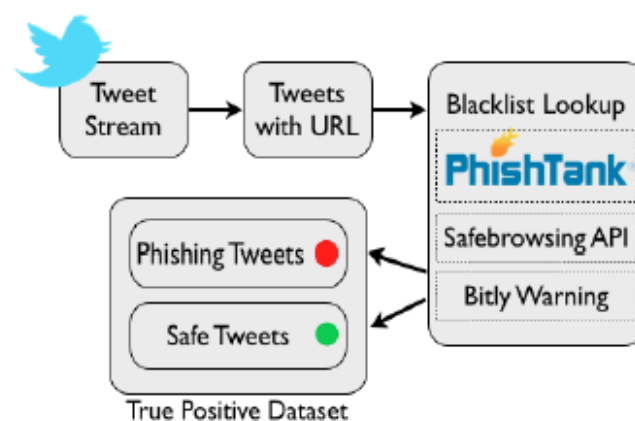 Tweet
Stream
Tweets
with URL
Blacklist Lookup
PhishTank
Safebrowsing API
Bitly Warning
Phishing Tweets
Safe Tweets
True Positive Dataset